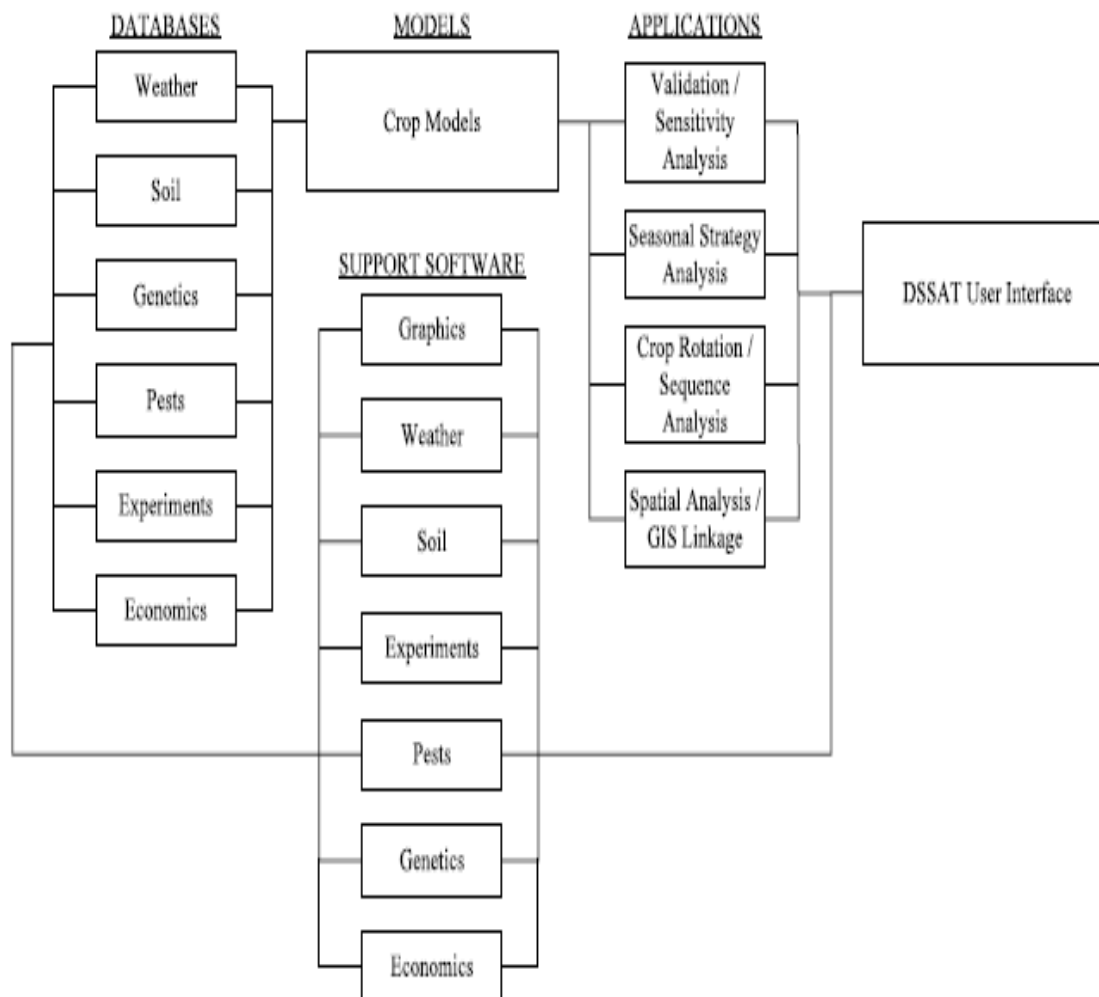 DATABASES
Weather
Soil
Genetics
Pests
Experiments
Economics
MODELS
Crop Models
SUPPORT SOFTWARE
Graphics
Weather
Soil
Experiments
Pests
Genetics
Economics
APPLICATIONS
Validation /
Sensitivity
Analysis
Seasonal Strategy
Analysis
Crop Rotation /
Sequence
Analysis
Spatial Analysis /
GIS Linkage
DSSAT User Interface